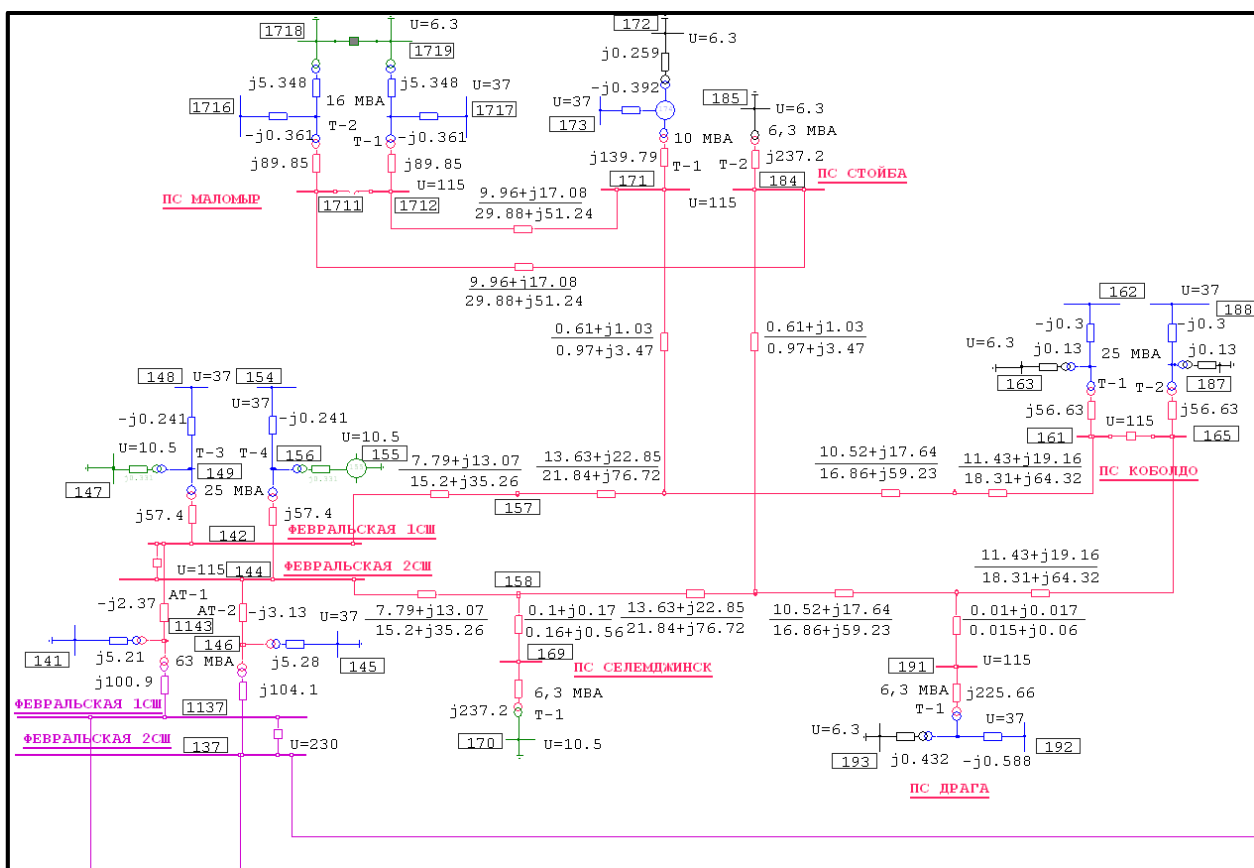 1718
U=6.3
1719
172
U=6.3
j5.348
j5.348
U=37
j0.259
-j0.392
185
U=6.3
1716
16 МВА
1717
U=37
173
-j0.361
Т-2
-j0.361
10 МВА
6,3 МВА
Т-1
j89.85
j89.85
j139.79
Т-1
Т-2
j237.2
ПС СТОЙБА
U=115
171
184
ПС МАЛОМЫР
1711
1712
U=115
9.96+j17.08
29.88+j51.24
9.96+j17.08
29.88+j51.24
162
U=37
188
-j0.3
-j0.3
0.61+j1.03
0.97+j3.47
0.61+j1.03
0.97+j3.47
U=6.3
j0.13
25 МВА
j0.13
163
Т-1
Т-2
187
148
U=37
154
U=37
j56.63
U=115
j56.63
-j0.241
-j0.241
161
165
ПС КОБОЛДО
U=10.5
Т-3
Т-4
156
U=10.5
155
149
147
25 МВА
j57.4
j57.4
7.79+j13.07
15.2+j35.26
13.63+j22.85
21.84+j76.72
10.52+j17.64
16.86+j59.23
11.43+j19.16
18.31+j64.32
157
142
ФЕВРАЛЬСКАЯ 1СШ
U=115
144
ФЕВРАЛЬСКАЯ 2СШ
158
11.43+j19.16
18.31+j64.32
АТ-1
-j2.37
АТ-2
-j3.13
U=37
7.79+j13.07
15.2+j35.26
0.1+j0.17
0.16+j0.56
13.63+j22.85
21.84+j76.72
10.52+j17.64
16.86+j59.23
0.01+j0.017
0.015+j0.06
1143
141
j5.21
146
63 МВА
j5.28
145
169
ПС СЕЛЕМДЖИНСК
191
U=115
j100.9
j104.1
6,3 МВА
j237.2
Т-1
6,3 МВА
j225.66
Т-1
ФЕВРАЛЬСКАЯ 1СШ
1137
ФЕВРАЛЬСКАЯ 2СШ
137
U=230
170
U=10.5
U=6.3
U=37
193
j0.432
-j0.588
192
ПС ДРАГА